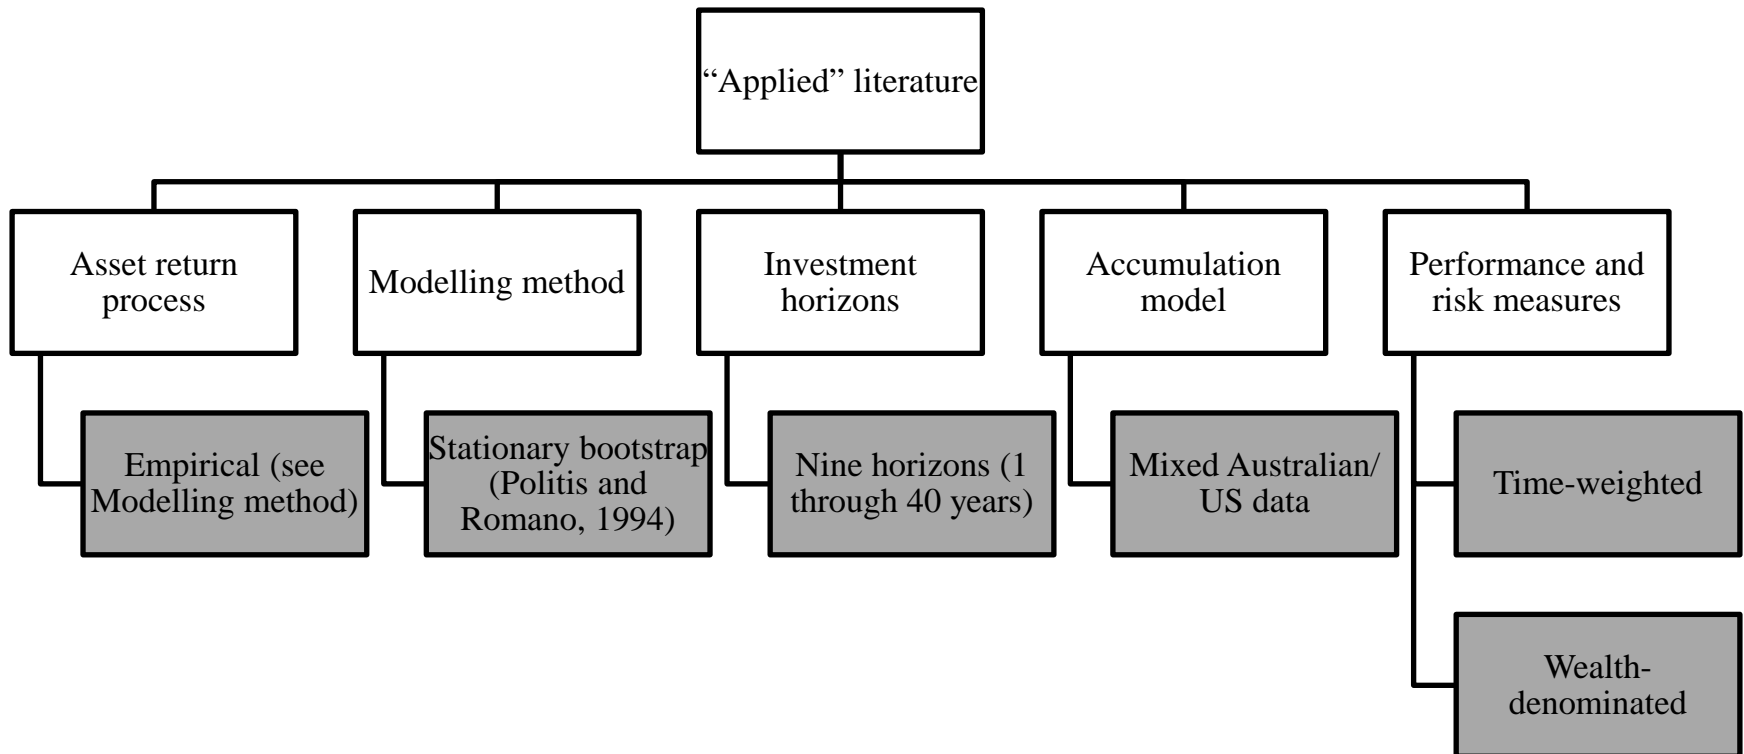 “Applied” literature
Asset return
process
Modelling method
Investment
horizons
Accumulation
model
Performance and
risk measures
Empirical (see
Modelling method)
Stationary bootstrap
(Politis and
Romano, 1994)
Nine horizons (1
through 40 years)
Mixed Australian/
US data
Time-weighted
Wealth-
denominated